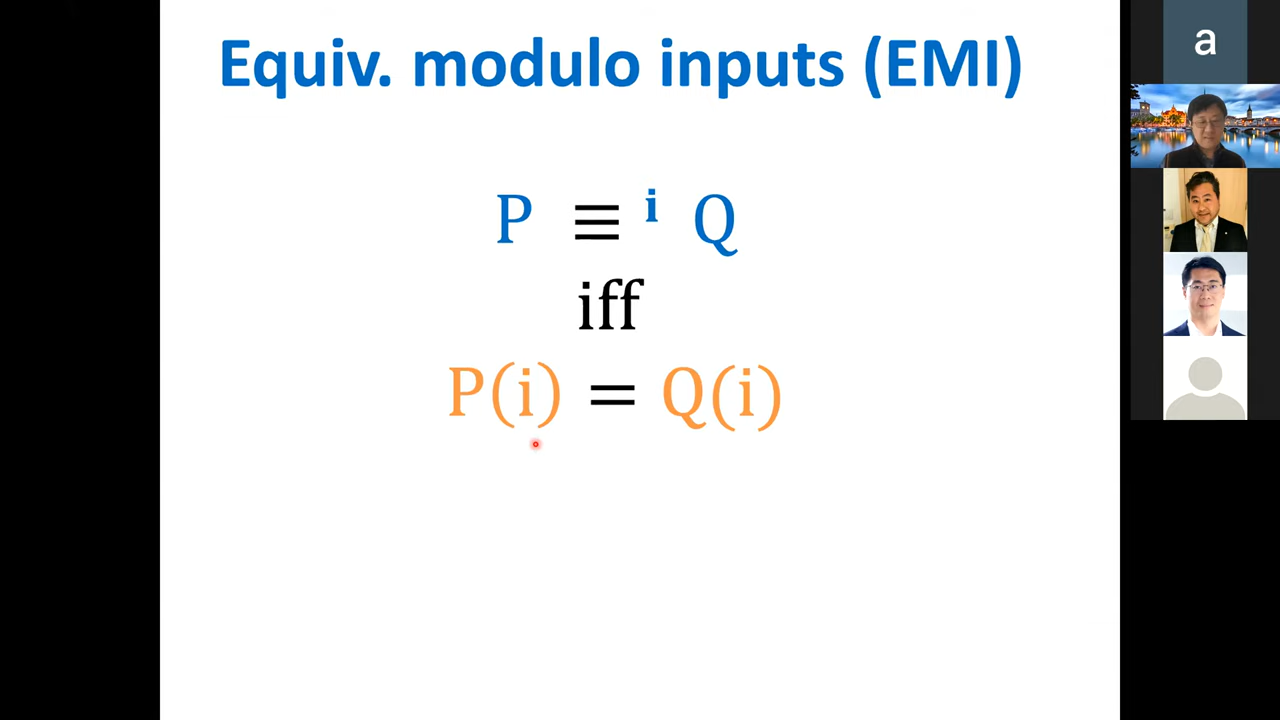 Equiv. modulo inputs (EMI)
P ≡ i Q
iff
P(i) = Q(i)
a